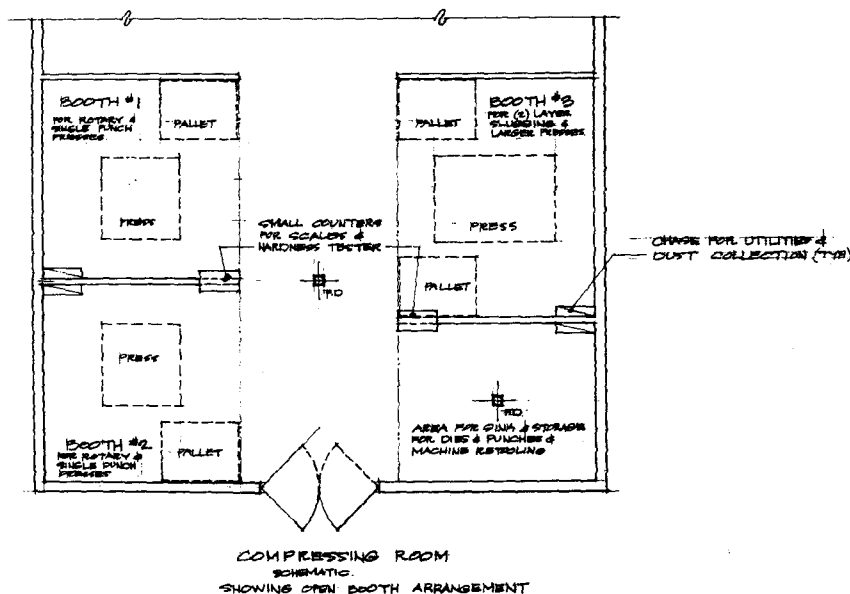 BOOTH #1
FOR ROTARY &
SINGLE PUNCH
PRESSES
PALLET
PRESS
BOOTH #3
FOR (2) LAYER
SLUGGING &
LARGER PRESSES
PALLET
PRESS
PALLET
SMALL COUNTERS
FOR SCALES &
HARDNESS TESTER
CHASE FOR UTILITIES &
DUST COLLECTION (TYP)
F.D.
PRESS
BOOTH #2
FOR ROTARY &
SINGLE PUNCH
PRESSES
PALLET
F.D.
AREA FOR SINK & STORAGE
FOR DIES & PUNCHES &
MACHINE RETOOLING
COMPRESSING ROOM
SCHEMATIC.
SHOWING OPEN BOOTH ARRANGEMENT